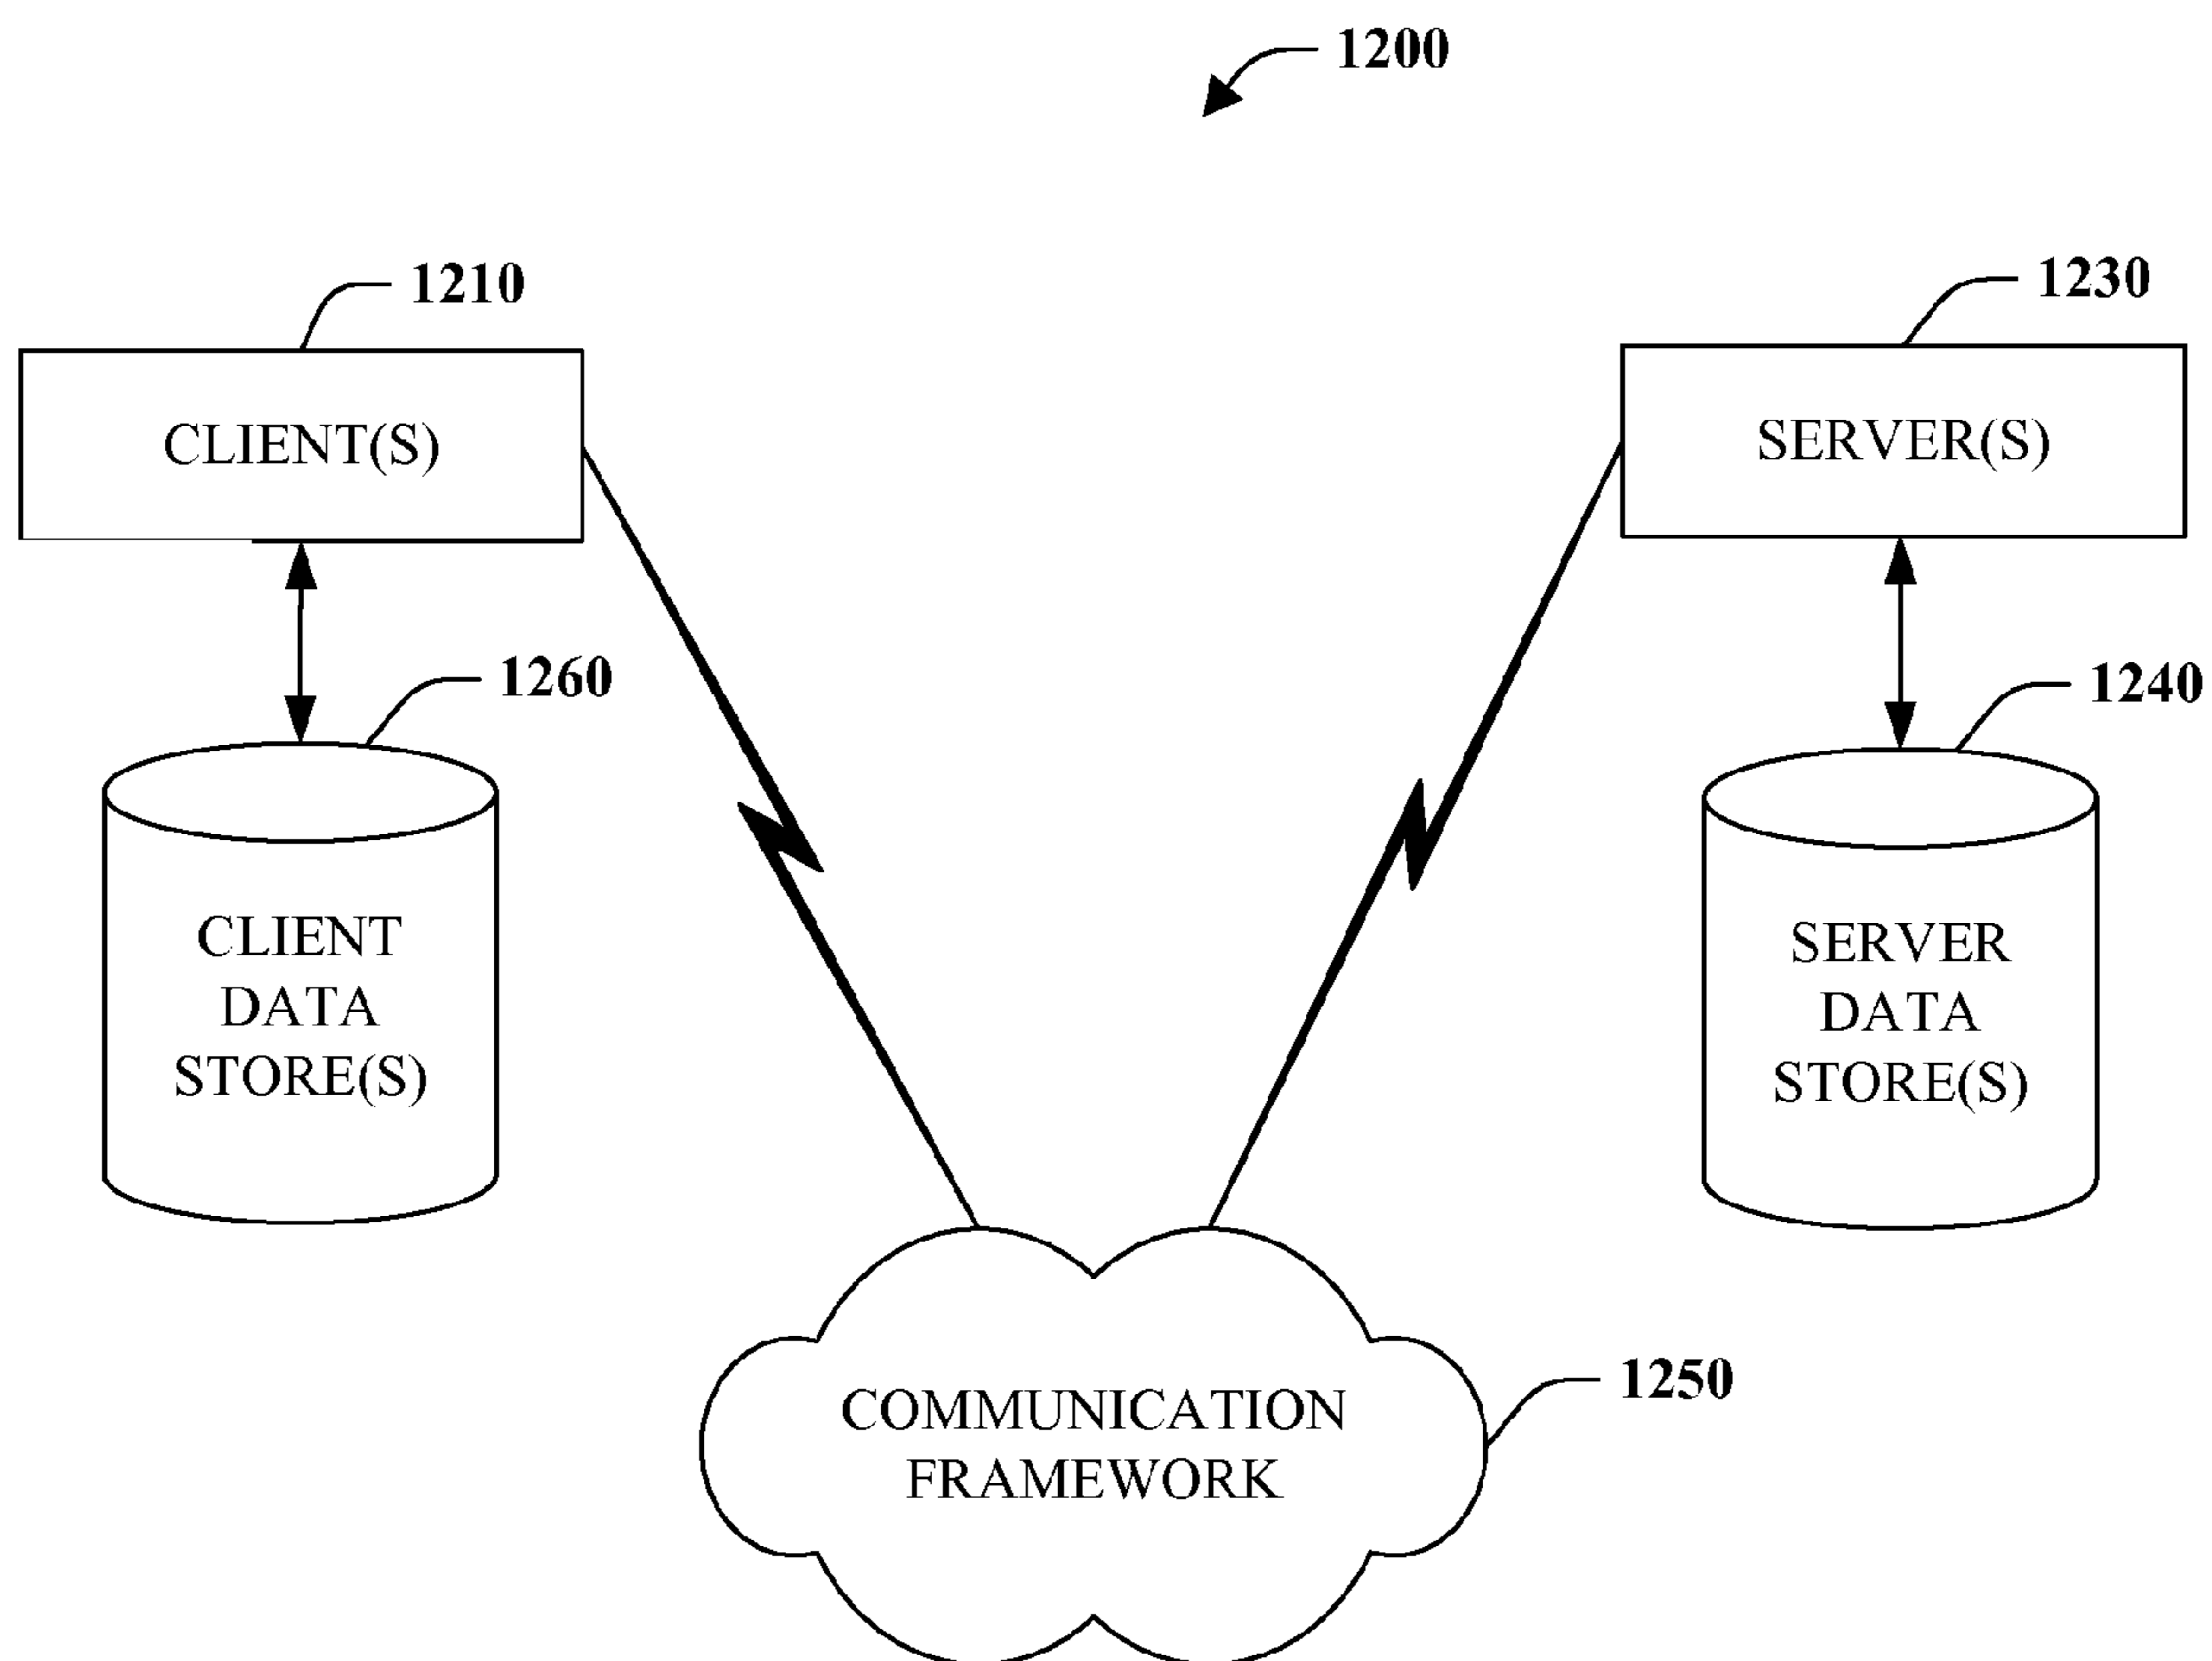 1200
1210
1230
CLIENT(S)
SERVER(S)
1260
1240
CLIENT
DATA
STORE(S)
SERVER
DATA
STORE(S)
1250
COMMUNICATION
FRAMEWORK